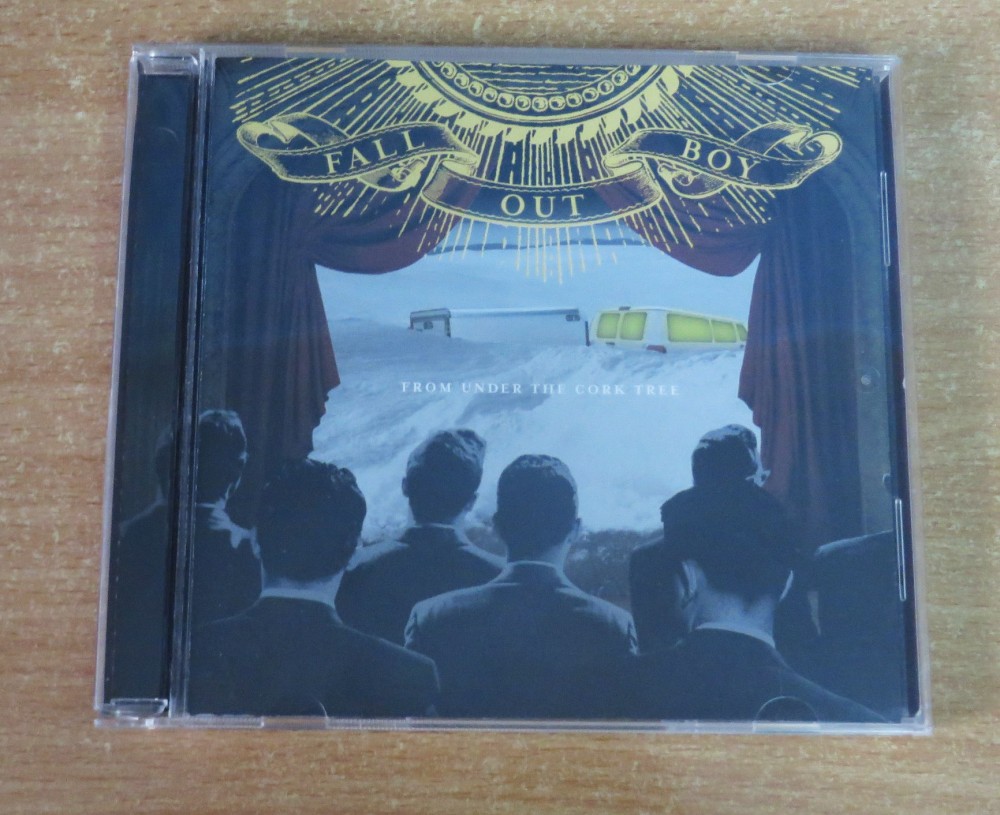 FALL OUT BOY
FROM UNDER THE CORK TREE